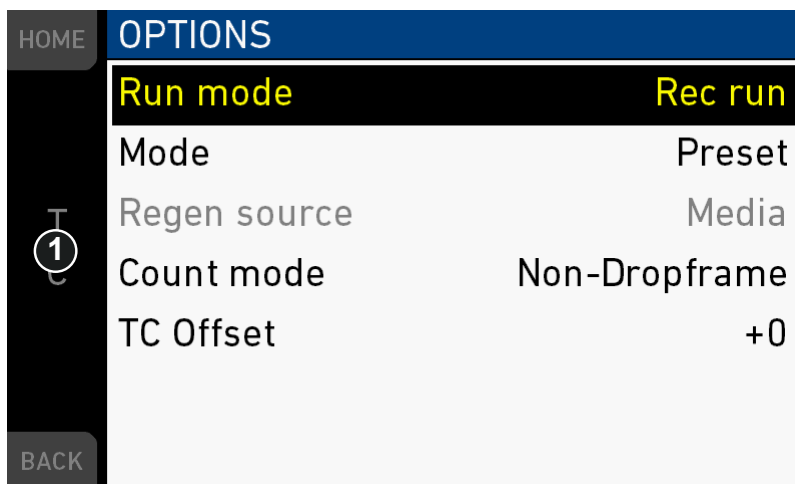 HOME OPTIONS
Run mode Rec run
Mode Preset
Regen source Media
Count mode Non-Dropframe
TC Offset +0
T
1
C
BACK